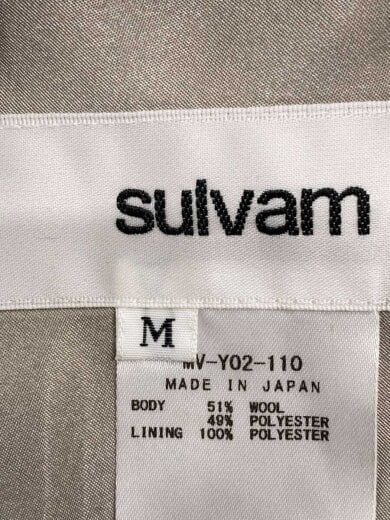 sulvam
M
MV-Y02-110
MADE IN JAPAN
BODY 51% WOOL
49% POLYESTER
LINING 100% POLYESTER